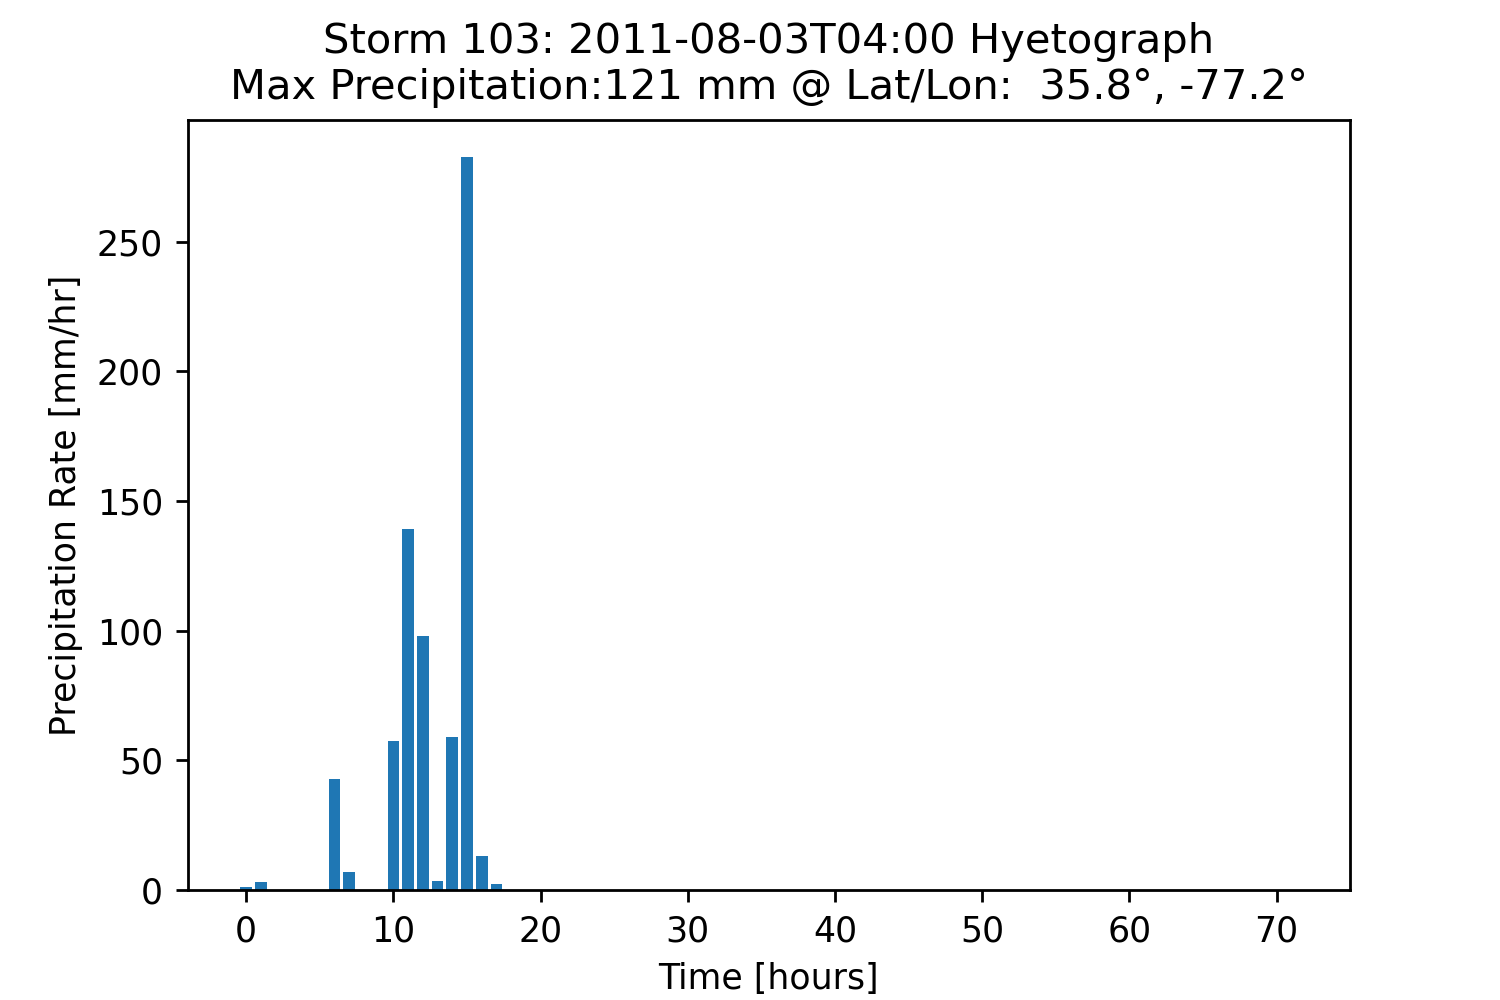 Storm 103: 2011-08-03T04:00 Hyetograph
Max Precipitation:121 mm @ Lat/Lon:  35.8°, -77.2°
Precipitation Rate [mm/hr]
250
200
150
100
50
0
0 10 20 30 40 50 60 70
Time [hours]